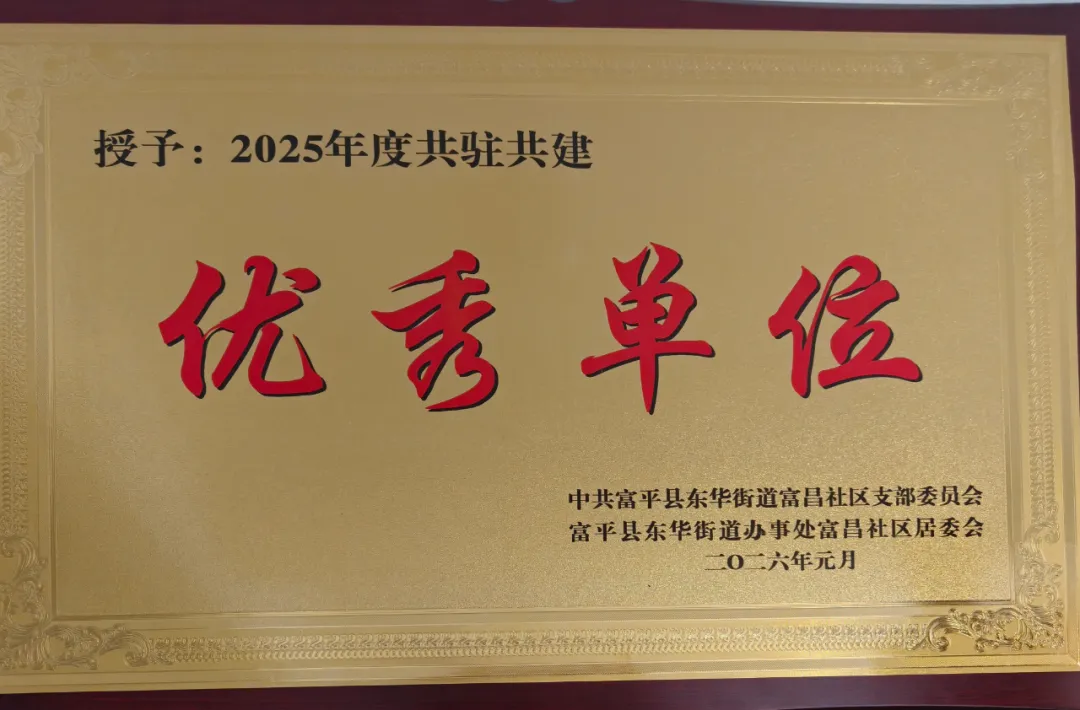 授予：2025年度共驻共建
优秀单位
中共富平县东华街道富昌社区支部委员会
富平县东华街道办事处富昌社区居委会
二〇二六年元月